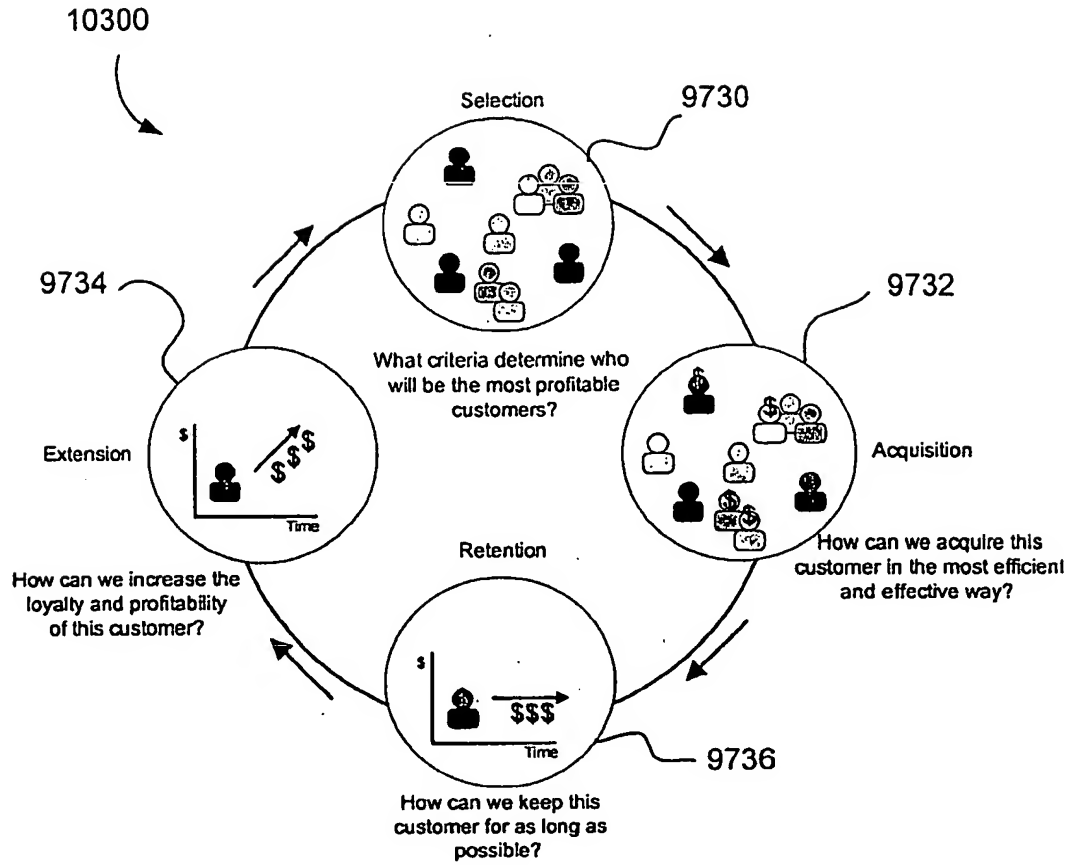 10300
Selection
9730
9734
9732
What criteria determine who
will be the most profitable
customers?
$
$$$
Time
Extension
$
$
$
$
$
$
Acquisition
How can we increase the
loyalty and profitability
of this customer?
Retention
How can we acquire this
customer in the most efficient
and effective way?
$
$$$
Time
9736
How can we keep this
customer for as long as
possible?